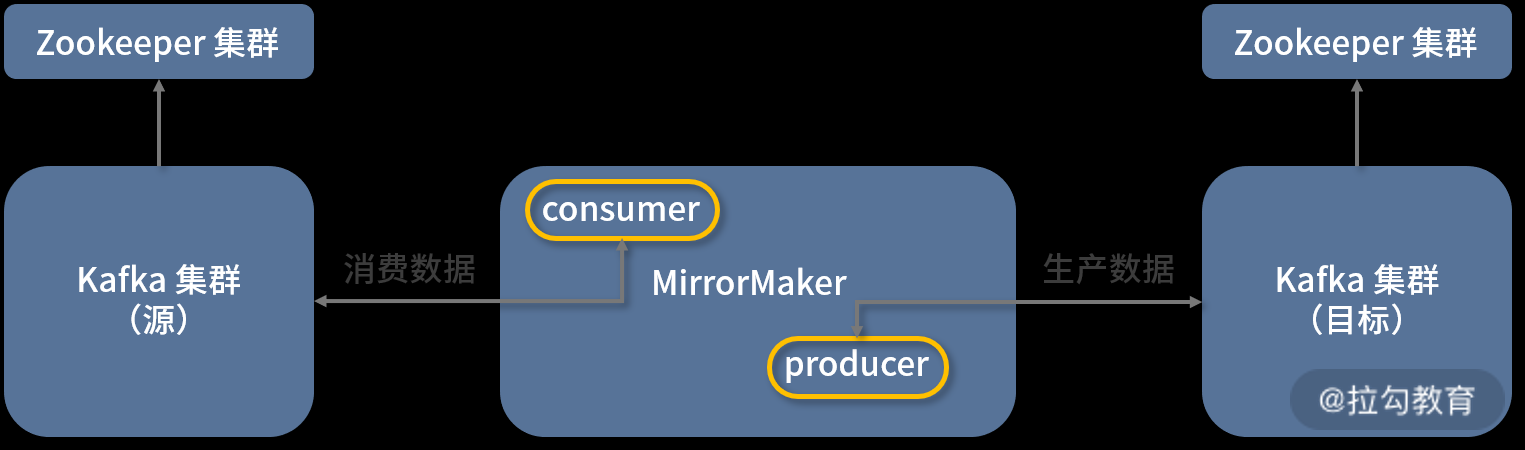 Zookeeper 集群
Zookeeper 集群
consumer
消费数据
MirrorMaker
生产数据
Kafka 集群
（源）
Kafka 集群
（目标）
producer
@拉勾教育